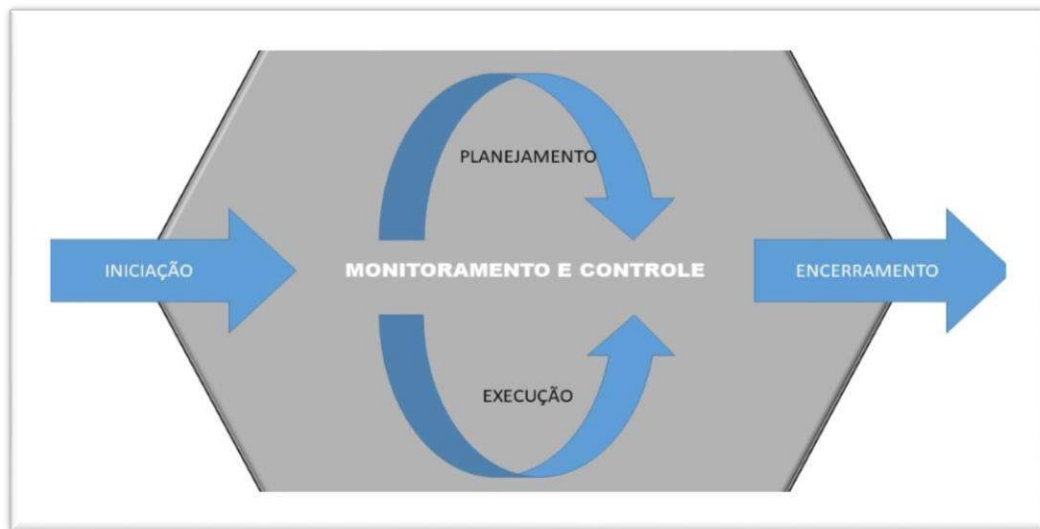 PLANEJAMENTO
INICIAÇÃO
MONITORAMENTO E CONTROLE
ENCERRAMENTO
EXECUÇÃO